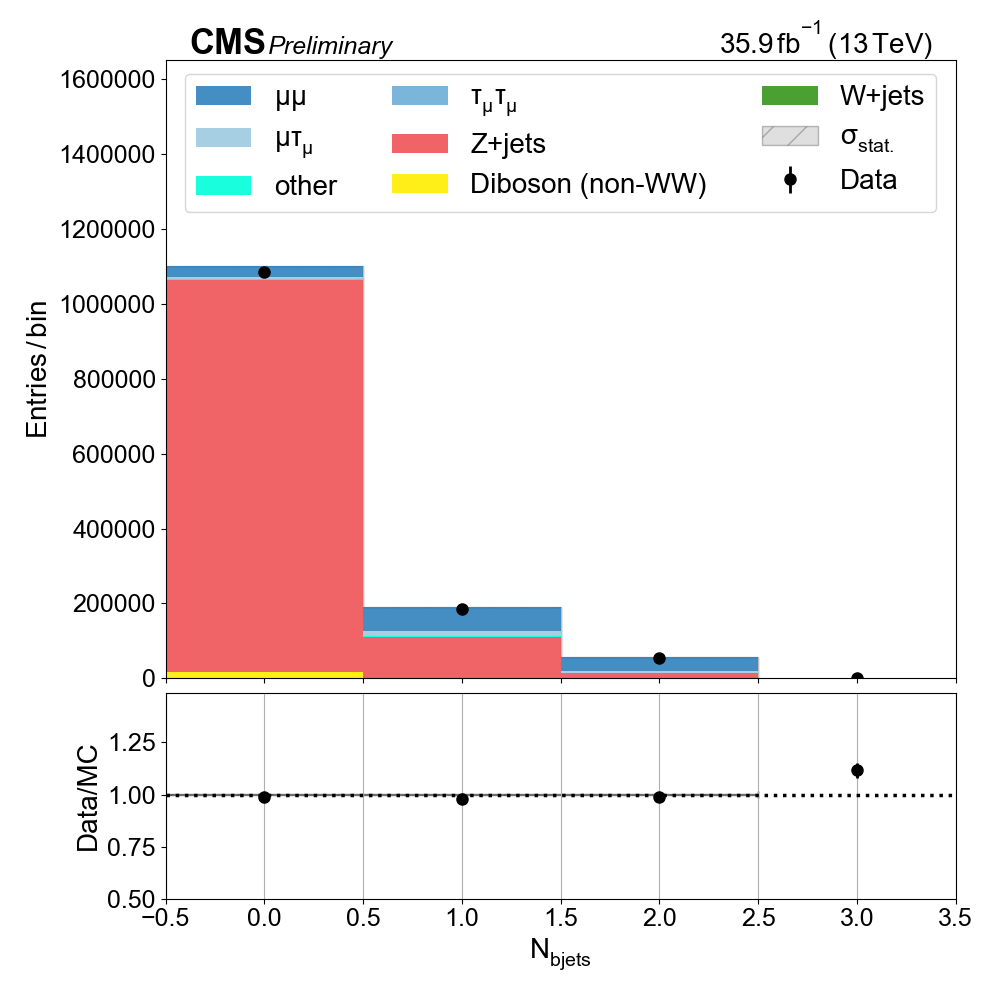 CMS Preliminary 35.9 fb⁻¹ (13 TeV)
μμ τ_μτ_μ W+jets
μτ_μ Z+jets σ_stat.
other Diboson (non-WW) Data
Entries / bin
1600000
1400000
1200000
1000000
800000
600000
400000
200000
0
Data/MC
1.25
1.00
0.75
0.50
−0.5 0.0 0.5 1.0 1.5 2.0 2.5 3.0 3.5
N_bjets